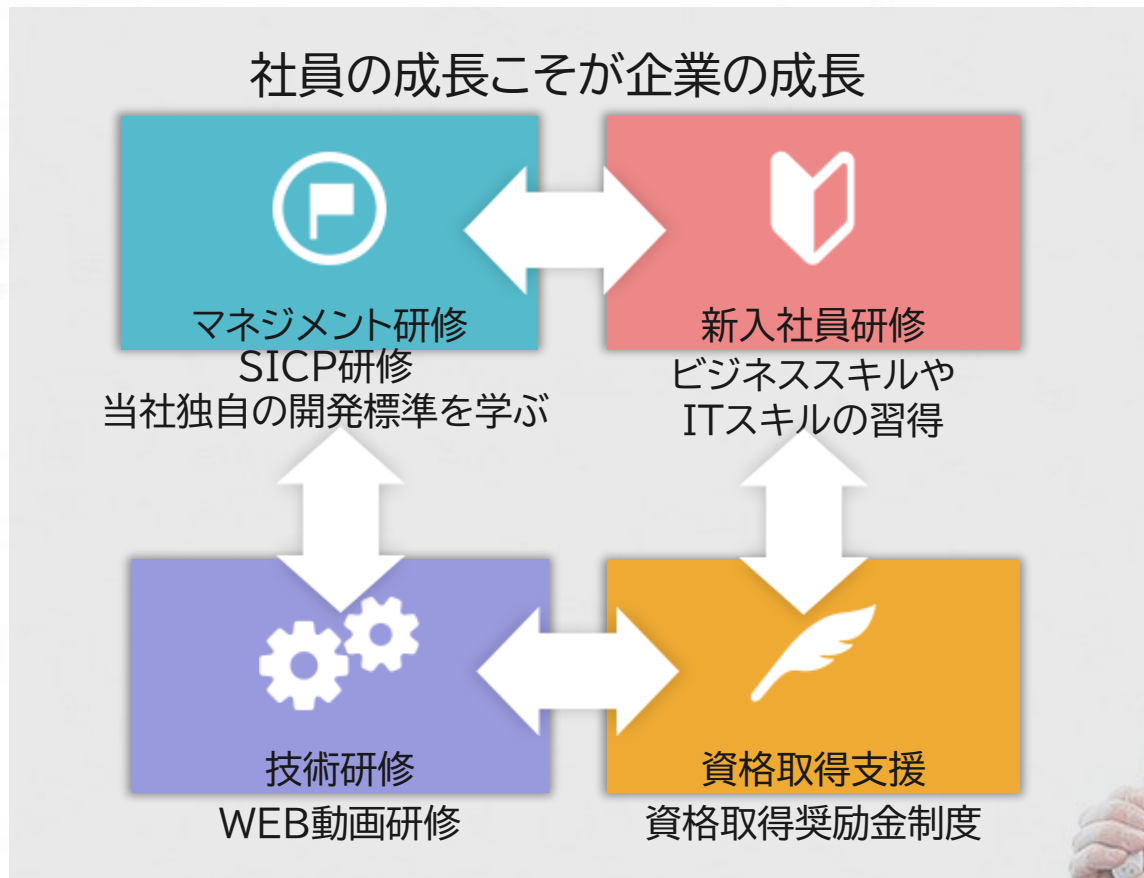 社員の成長こそが企業の成長
マネジメント研修
SICP研修
当社独自の開発標準を学ぶ
新入社員研修
ビジネススキルや
ITスキルの習得
技術研修
WEB動画研修
資格取得支援
資格取得奨励金制度